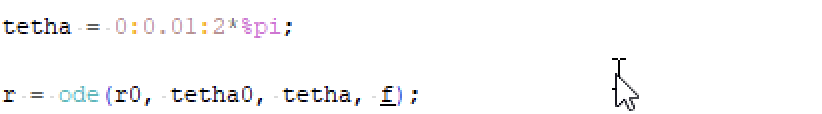 tetha = 0:0.01:2*%pi;
r = ode(r0, tetha0, tetha, f);